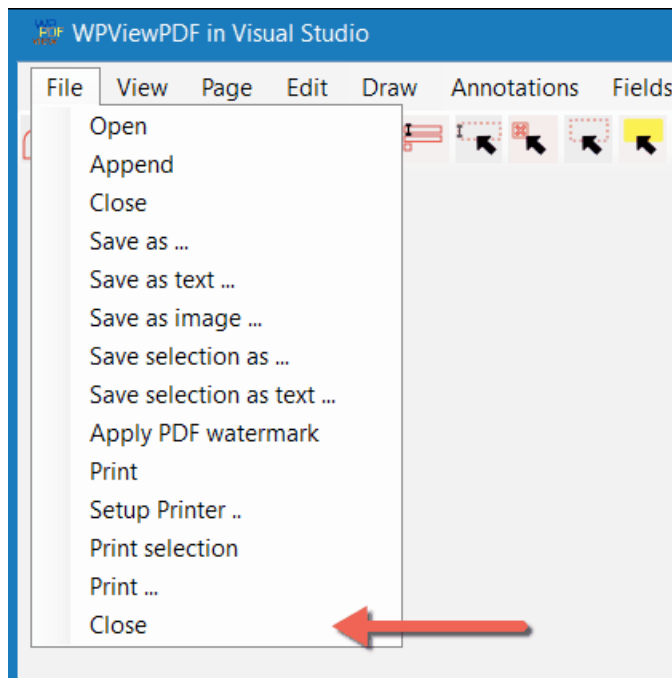 WPViewPDF in Visual Studio
File View Page Edit Draw Annotations Fields
Open
Append
Close
Save as ...
Save as text ...
Save as image ...
Save selection as ...
Save selection as text ...
Apply PDF watermark
Print
Setup Printer ..
Print selection
Print ...
Close